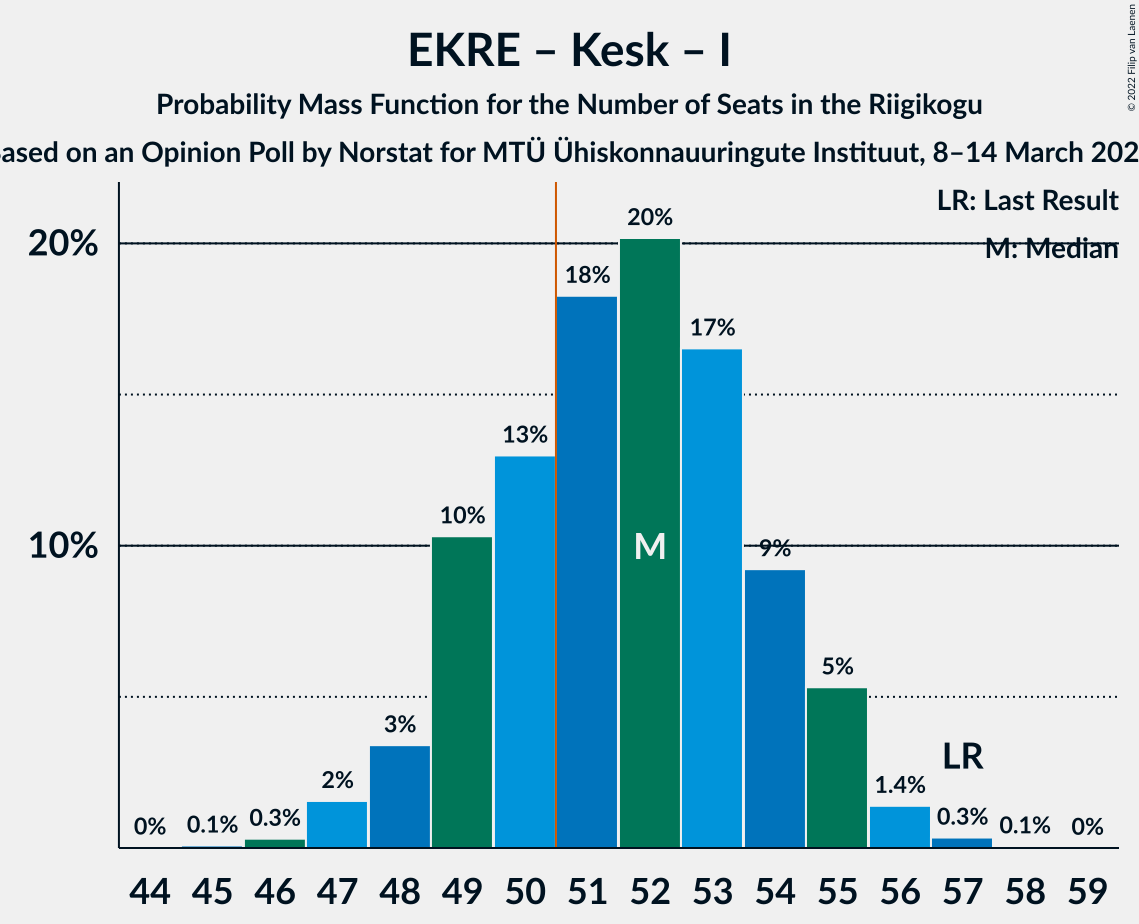 EKRE – Kesk – I
Probability Mass Function for the Number of Seats in the Riigikogu
ased on an Opinion Poll by Norstat for MTÜ Ühiskonnauuringute Instituut, 8–14 March 202
© 2022 Filip van Laenen
LR: Last Result
M: Median
20%
10%
0%
0.1%
0.3%
2%
3%
10%
13%
18%
20%
17%
9%
5%
1.4%
0.3%
0.1%
0%
M
LR
44 45 46 47 48 49 50 51 52 53 54 55 56 57 58 59